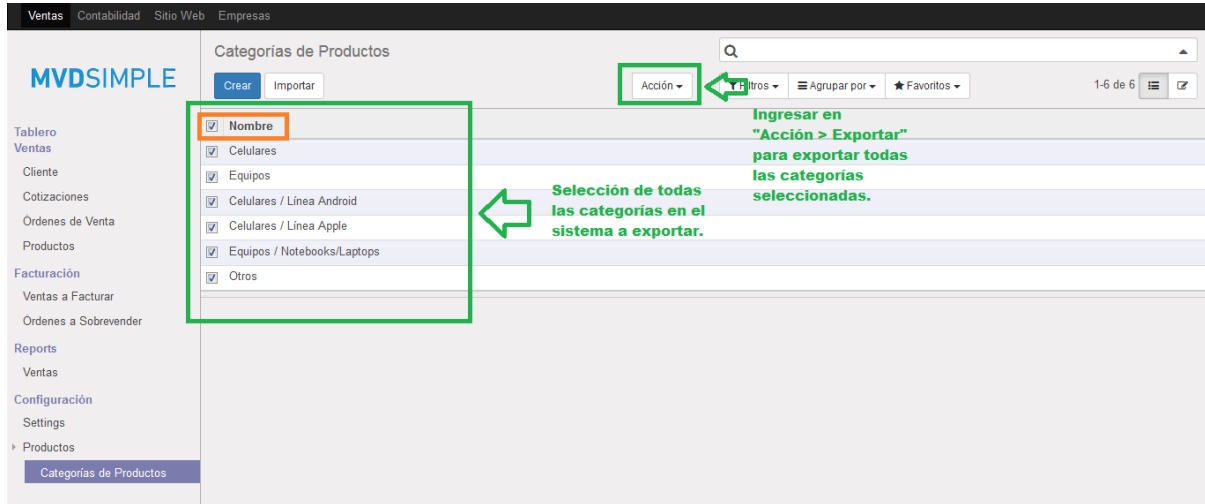 Ventas Contabilidad Sitio Web Empresas
MVDSIMPLE
Categorías de Productos
Crear Importar
Acción Filtros Agrupar por Favoritos 1-6 de 6
Ingresar en
"Acción > Exportar"
para exportar todas
las categorías
seleccionadas.
Nombre
Celulares
Equipos
Celulares / Línea Android
Celulares / Línea Apple
Equipos / Notebooks/Laptops
Otros
Selección de todas
las categorías en el
sistema a exportar.
Tablero
Ventas
Cliente
Cotizaciones
Órdenes de Venta
Productos
Facturación
Ventas a Facturar
Órdenes a Sobrevender
Reports
Ventas
Configuración
Settings
Productos
Categorías de Productos